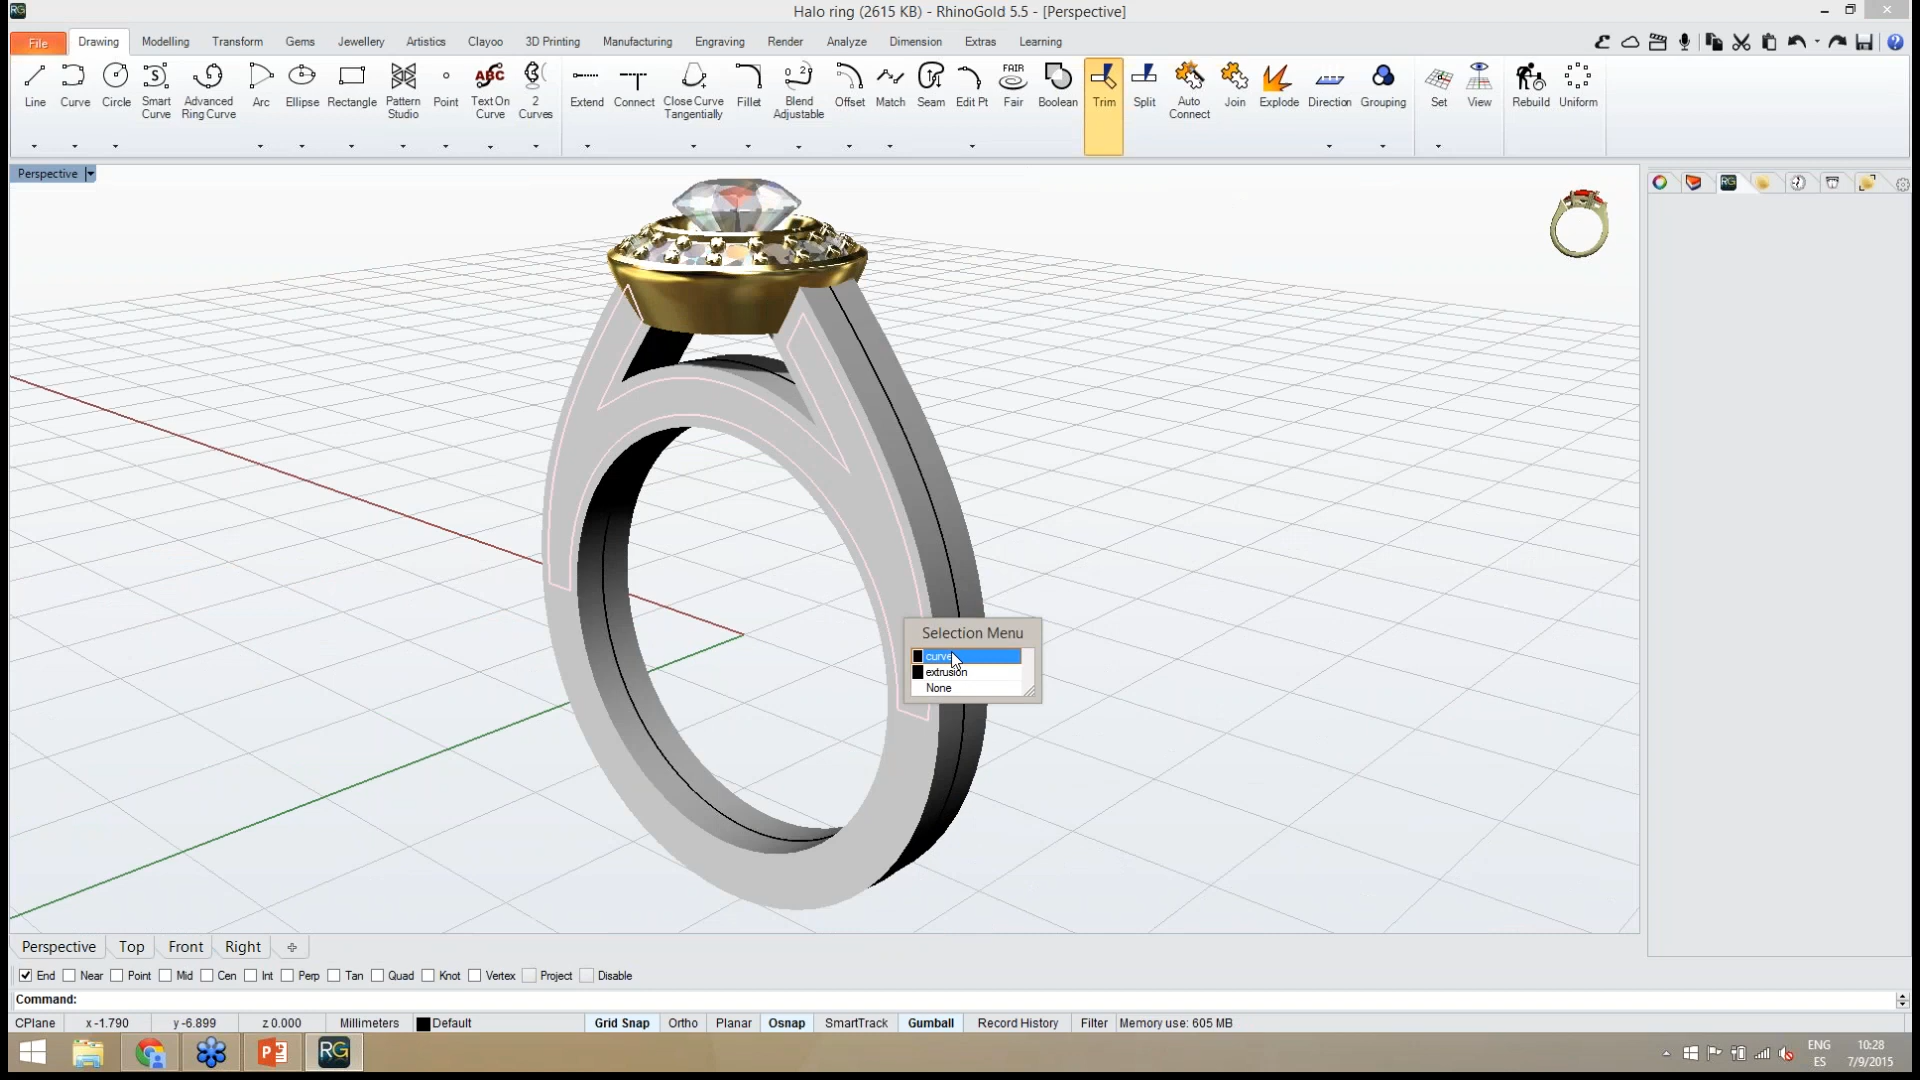 RG
Halo ring (2615 KB) - RhinoGold 5.5 - [Perspective]
File Drawing Modelling Transform Gems Jewellery Artistics Clayoo 3D Printing Manufacturing Engraving Render Analyze Dimension Extras Learning
Line Curve Circle Smart Curve Advanced Ring Curve Arc Ellipse Rectangle Pattern Studio Point ABC Text On Curve 2 Curves Extend Connect Close Curve Tangentially Fillet Blend Adjustable Offset Match Seam Edit Pt FAIR Fair Boolean Trim Split Auto Connect Join Explode Direction Grouping Set View Rebuild Uniform
Perspective
RG
Selection Menu
curve
extrusion
None
Perspective Top Front Right
End Near Point Mid Cen Int Perp Tan Quad Knot Vertex Project Disable
Command:
CPlane x -1.790 y -6.899 z 0.000 Millimeters Default Grid Snap Ortho Planar Osnap SmartTrack Gumball Record History Filter Memory use: 605 MB
RG
ENG 10:28
ES 7/9/2015